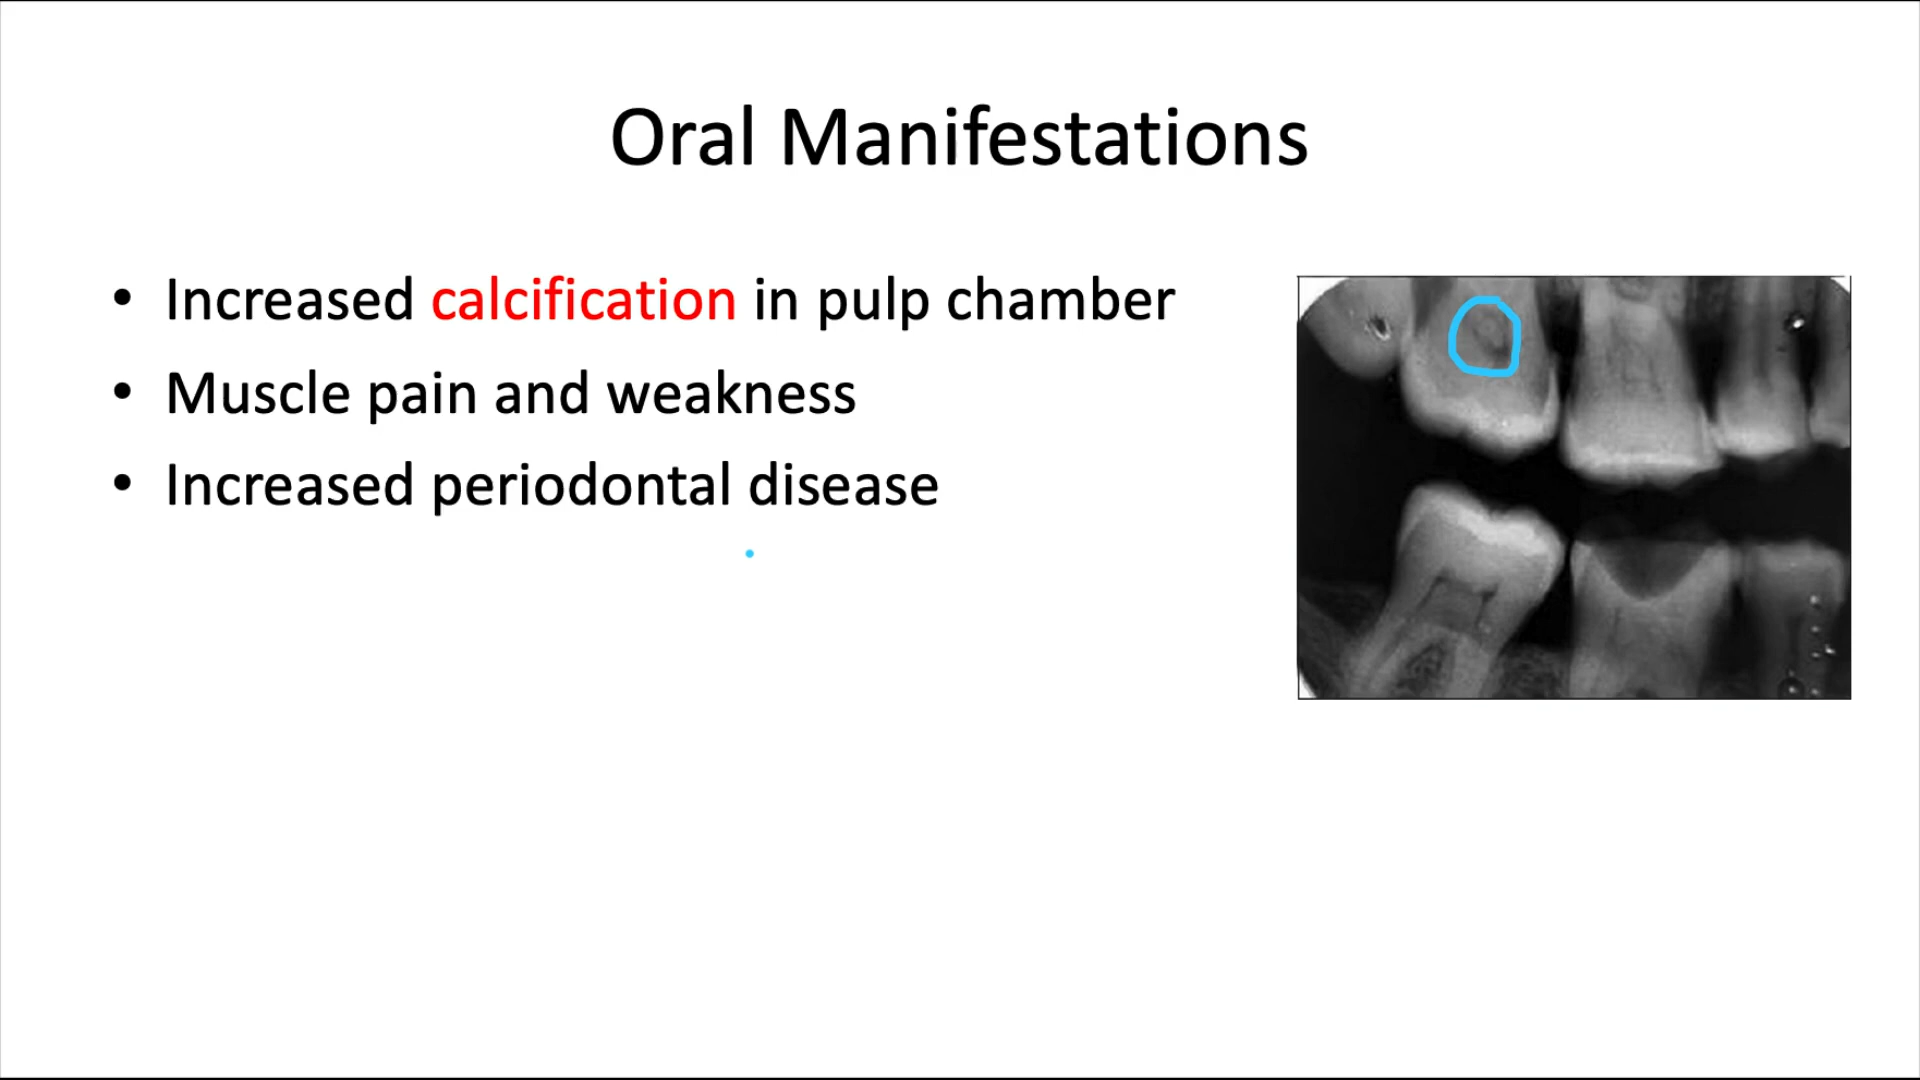 Oral Manifestations
• Increased calcification in pulp chamber
• Muscle pain and weakness
• Increased periodontal disease